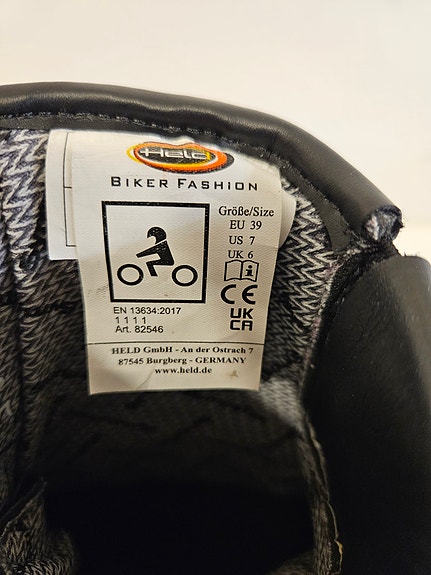 Held
BIKER FASHION
Größe/Size
EU 39
US 7
UK 6
i
CE
UK
CA
EN 13634:2017
1 1 1 1
Art. 82546
HELD GmbH - An der Ostrach 7
87545 Burgberg - GERMANY
www.held.de